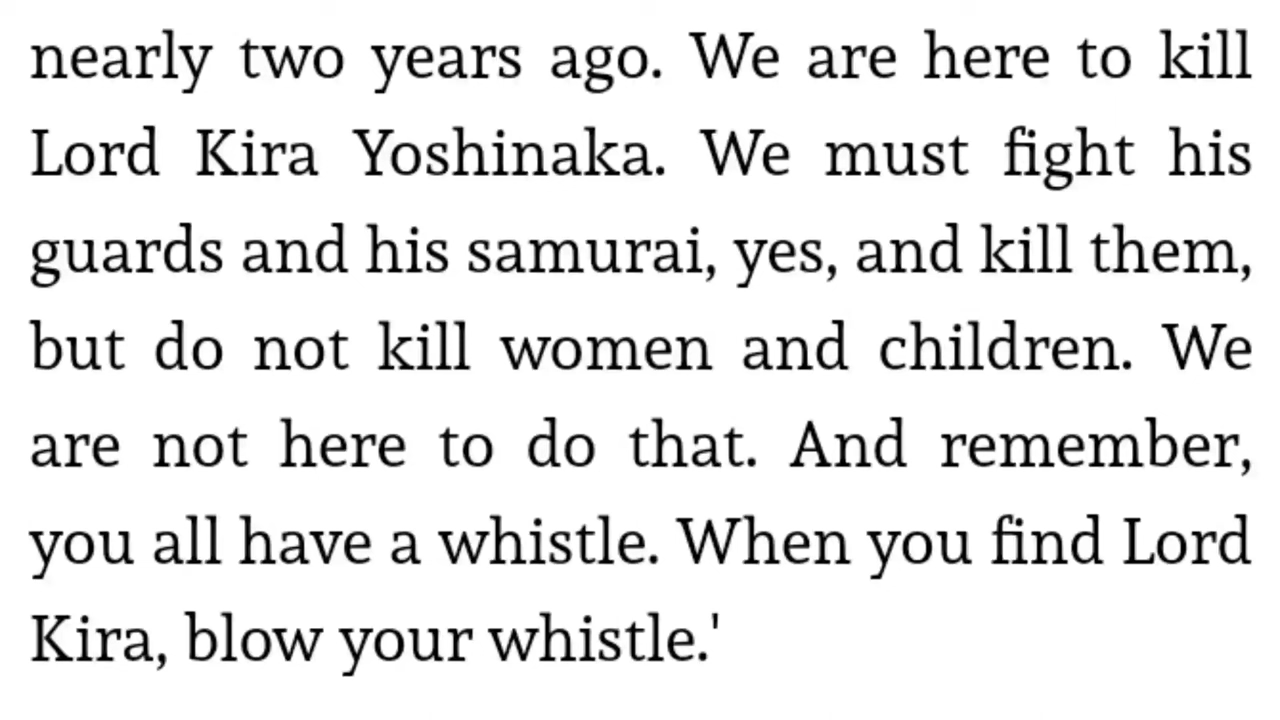 nearly two years ago. We are here to kill
Lord Kira Yoshinaka. We must fight his
guards and his samurai, yes, and kill them,
but do not kill women and children. We
are not here to do that. And remember,
you all have a whistle. When you find Lord
Kira, blow your whistle.'